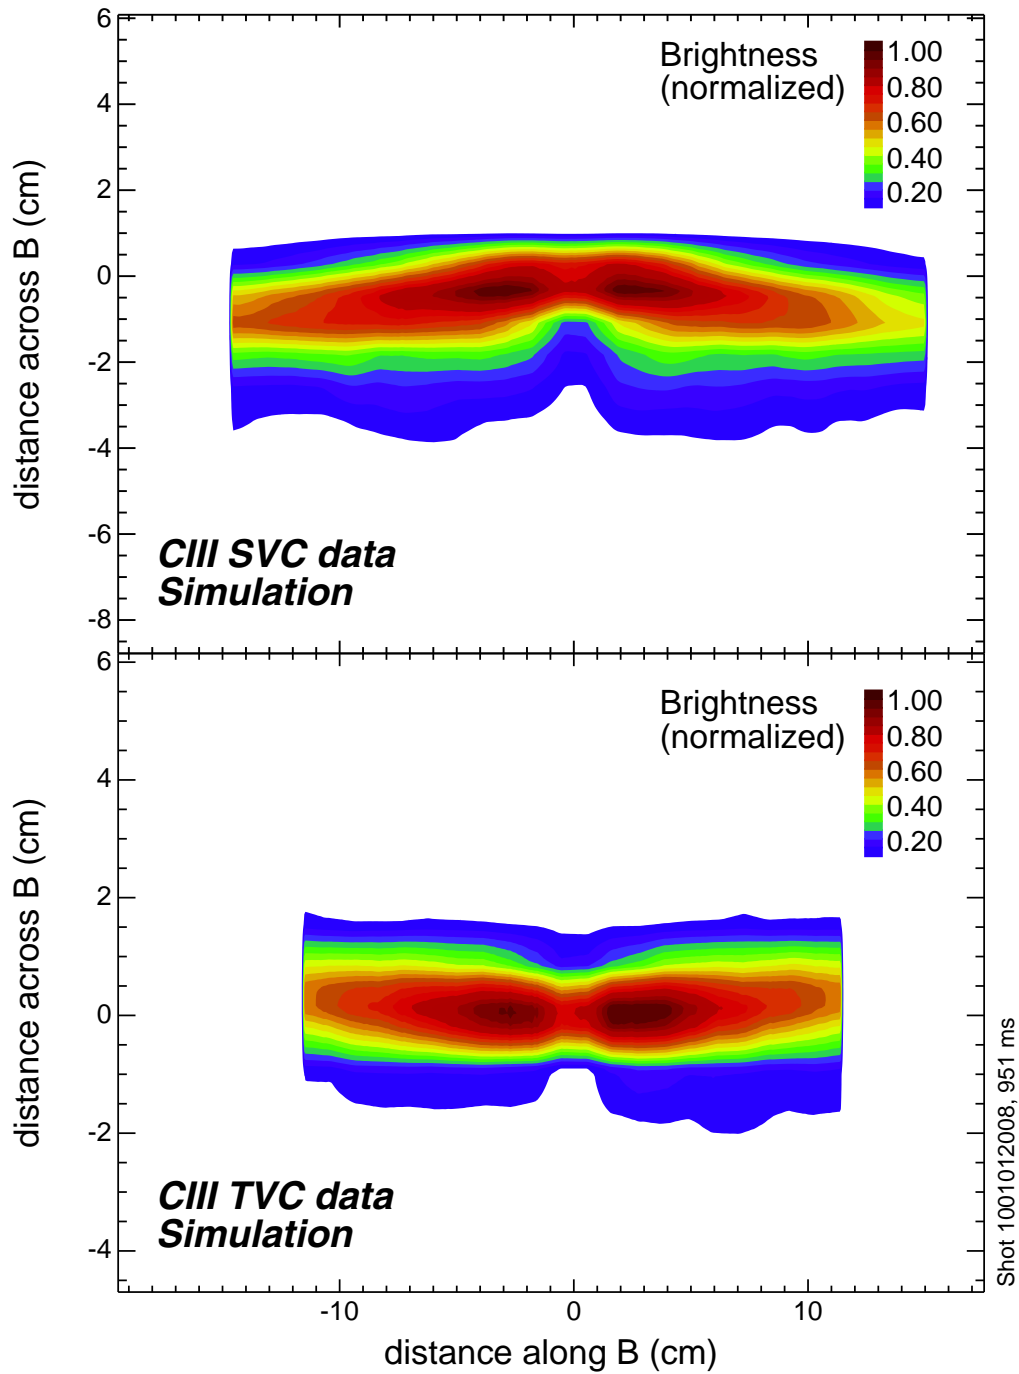 6
4
2
0
-2
-4
-6
-8
distance across B (cm)
Brightness
(normalized)
1.00
0.80
0.60
0.40
0.20
CIII SVC data
Simulation
6
4
2
0
-2
-4
distance across B (cm)
Brightness
(normalized)
1.00
0.80
0.60
0.40
0.20
CIII TVC data
Simulation
-10
0
10
distance along B (cm)
Shot 1001012008, 951 ms